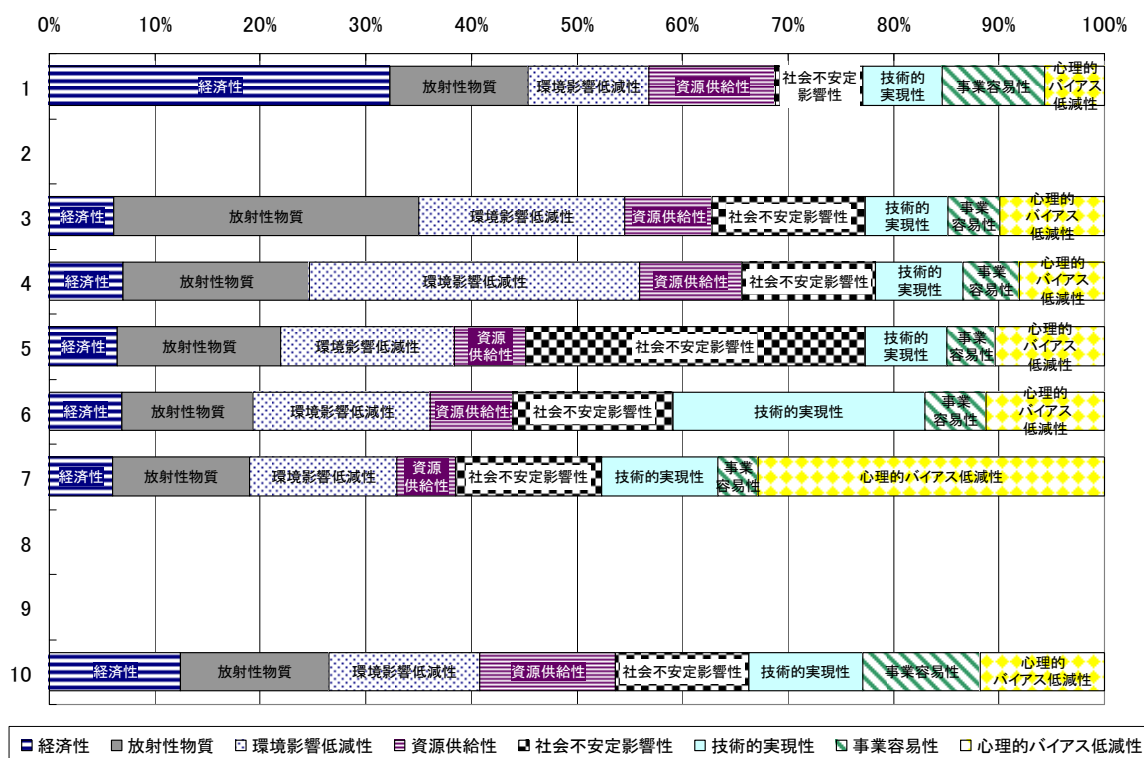 0% 10% 20% 30% 40% 50% 60% 70% 80% 90% 100%
1 経済性 放射性物質 環境影響低減性 資源供給性 社会不安定影響性 技術的実現性 事業容易性 心理的バイアス低減性
2
3 経済性 放射性物質 環境影響低減性 資源供給性 社会不安定影響性 技術的実現性 事業容易性 心理的バイアス低減性
4 経済性 放射性物質 環境影響低減性 資源供給性 社会不安定影響性 技術的実現性 事業容易性 心理的バイアス低減性
5 経済性 放射性物質 環境影響低減性 資源供給性 社会不安定影響性 技術的実現性 事業容易性 心理的バイアス低減性
6 経済性 放射性物質 環境影響低減性 資源供給性 社会不安定影響性 技術的実現性 事業容易性 心理的バイアス低減性
7 経済性 放射性物質 環境影響低減性 資源供給性 社会不安定影響性 技術的実現性 事業容易性 心理的バイアス低減性
8
9
10 経済性 放射性物質 環境影響低減性 資源供給性 社会不安定影響性 技術的実現性 事業容易性 心理的バイアス低減性
経済性 放射性物質 環境影響低減性 資源供給性 社会不安定影響性 技術的実現性 事業容易性 心理的バイアス低減性